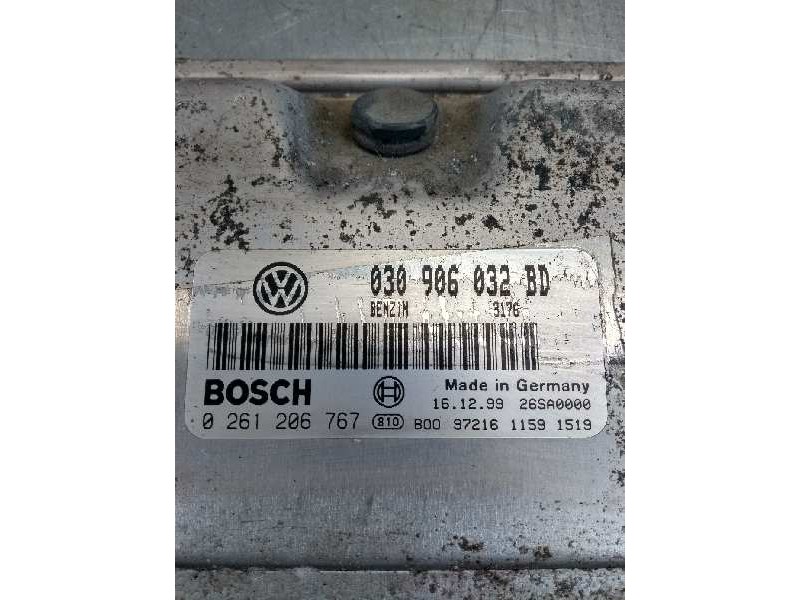 030 906 032 BD
BENZIN 3176
BOSCH
Made in Germany
16.12.99 26SA0000
0 261 206 767 810 B00 97216 1159 1519